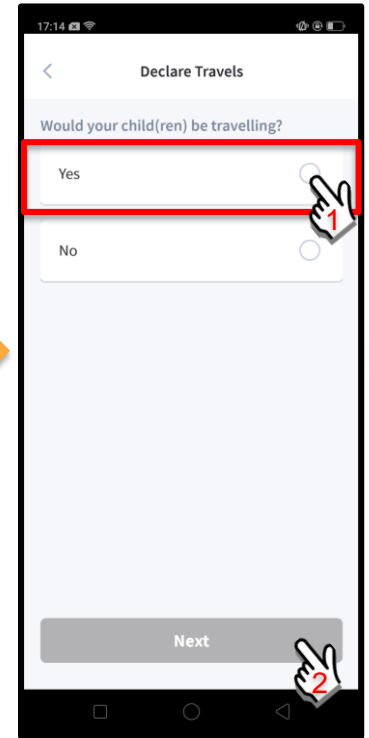 17:14
Declare Travels
Would your child(ren) be travelling?
Yes
1
No
Next
2